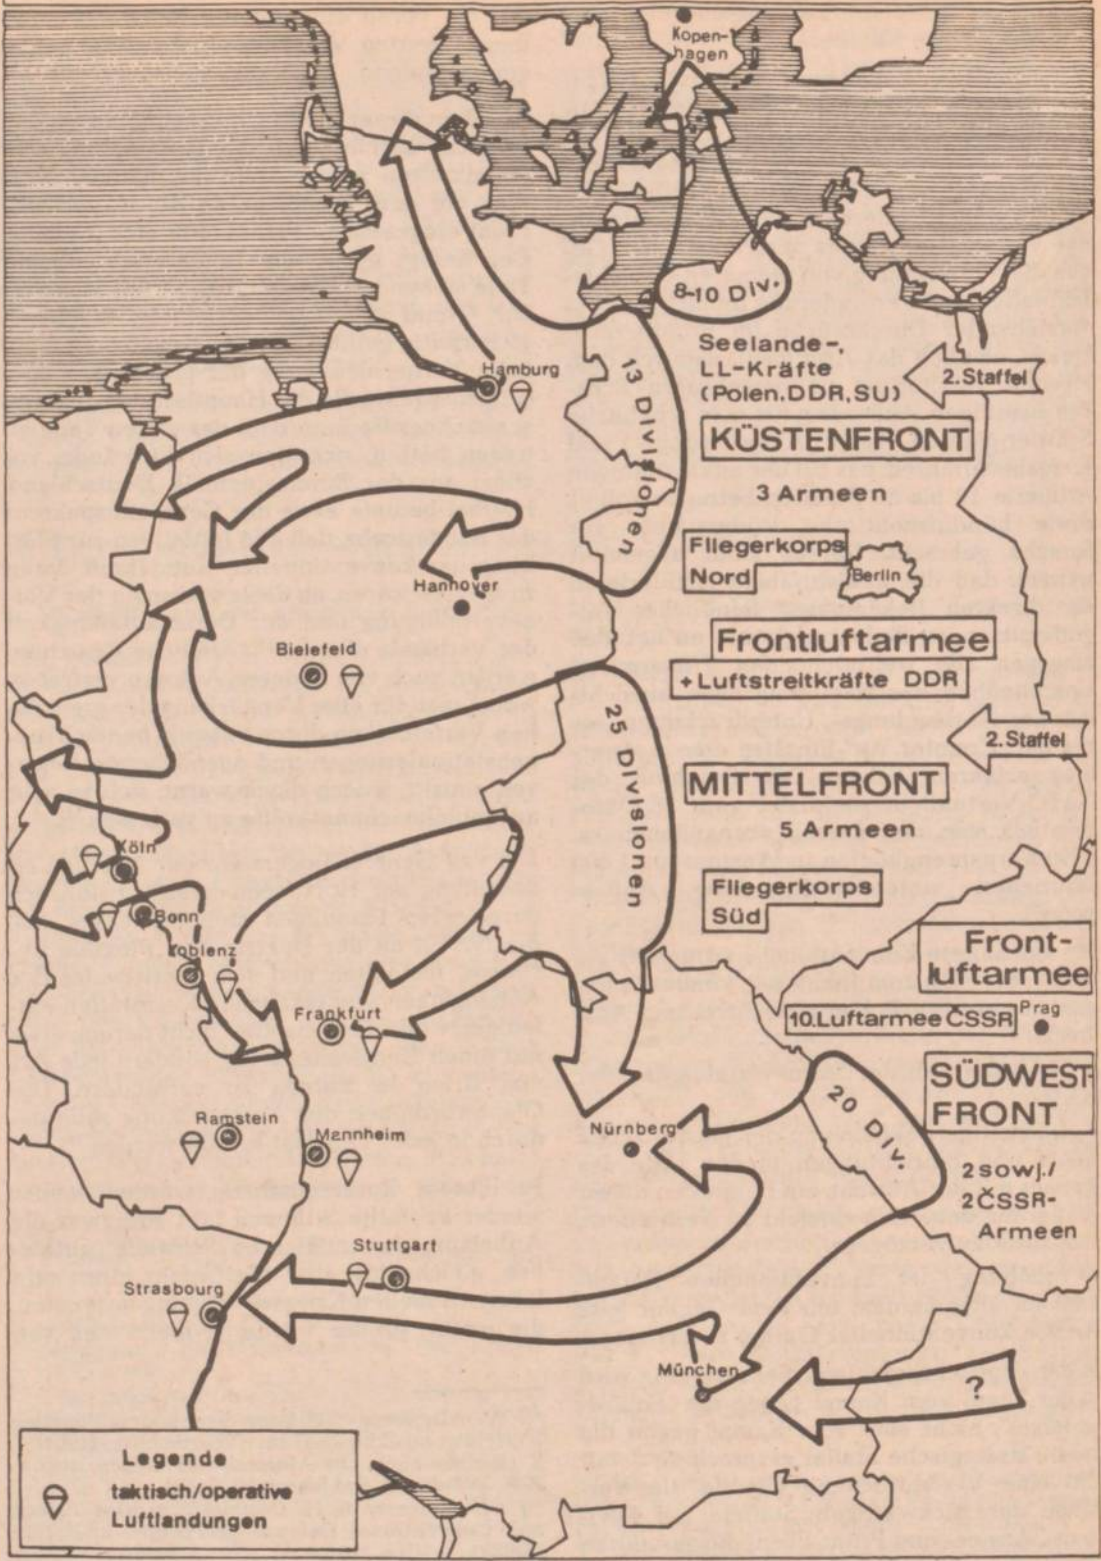 Kopen-
hagen
8-10 Div.
Seelande-,
LL-Kräfte
(Polen.DDR,SU)
2.Staffel
Hamburg
13 Divisionen
KÜSTENFRONT
3 Armeen
Fliegerkorps
Nord
Berlin
Hannover
Frontluftarmee
+ Luftstreitkräfte DDR
Bielefeld
25 Divisionen
2.Staffel
MITTELFRONT
5 Armeen
Köln
Fliegerkorps
Süd
Bonn
Koblenz
Front-
luftarmee
Frankfurt
10.Luftarmee ČSSR
Prag
SÜDWEST-
FRONT
20 Div.
Ramstein
Mannheim
Nürnberg
2 sowj./
2ČSSR-
Armeen
Stuttgart
Strasbourg
München
?
Legende
taktisch/operative
Luftlandungen